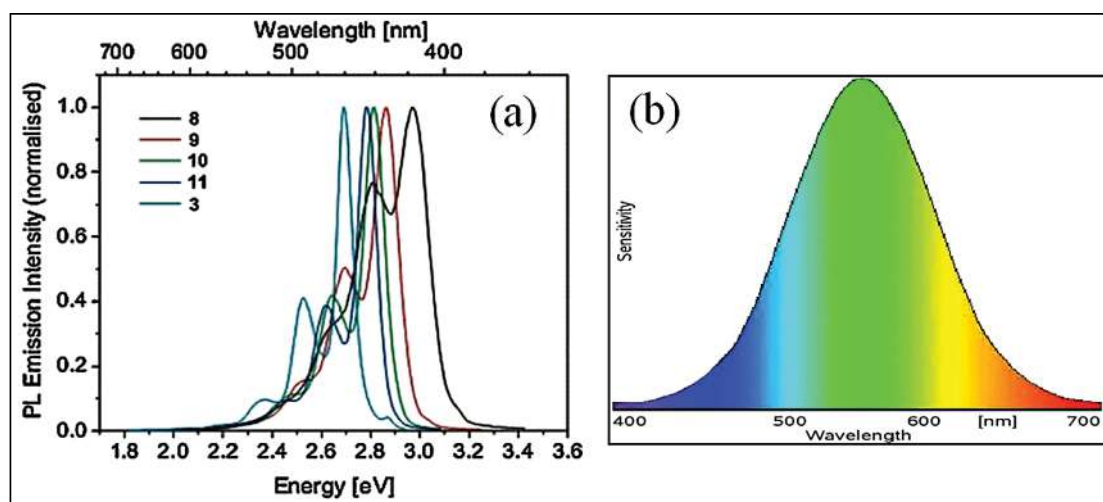 Wavelength [nm]
700 600 500 400
PL Emission Intensity (normalised)
1.0
0.8
0.6
0.4
0.2
0.0
8
9
10
11
3
(a)
1.8 2.0 2.2 2.4 2.6 2.8 3.0 3.2 3.4 3.6
Energy [eV]
(b)
Sensitivity
400 500 600 [nm] 700
Wavelength